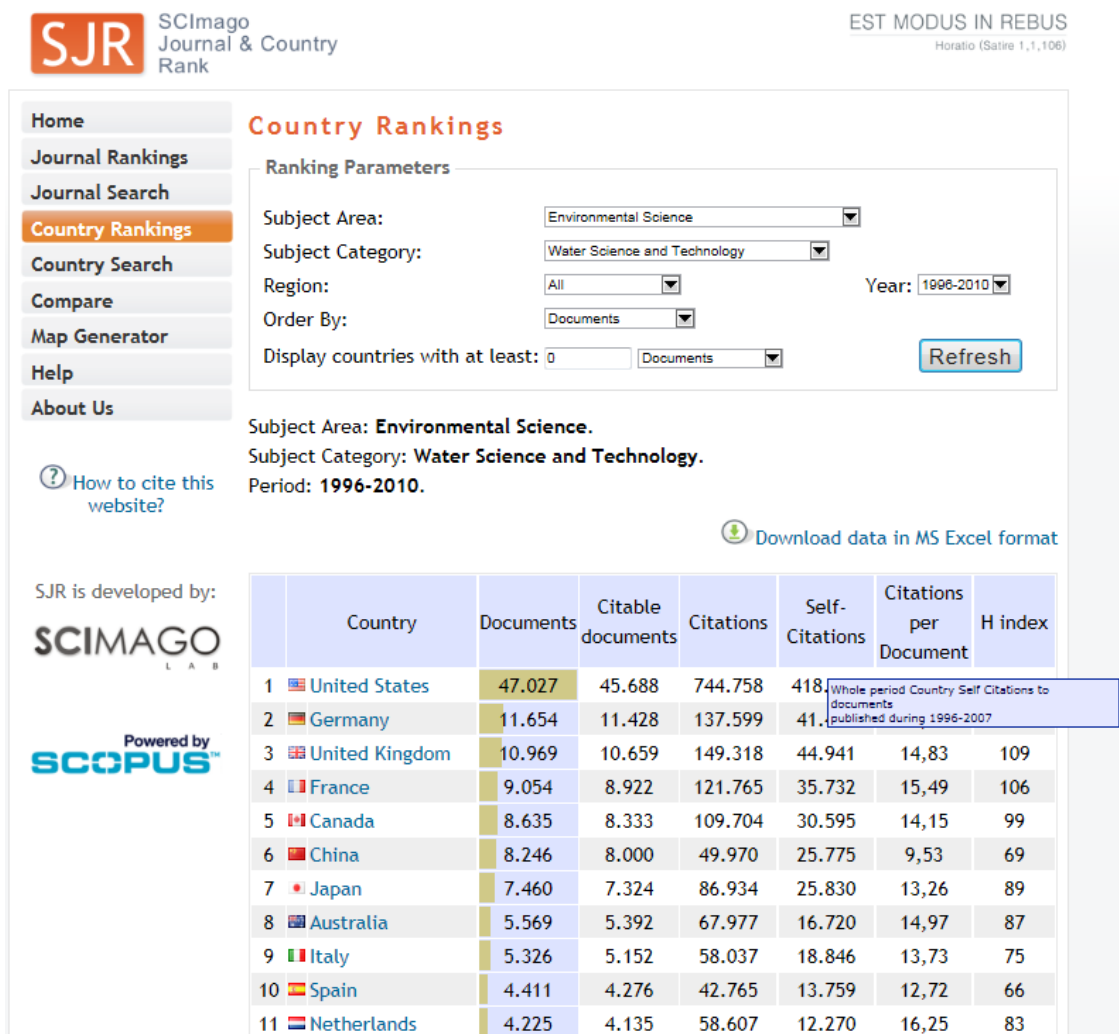 SJR
SCImago
Journal & Country
Rank
EST MODUS IN REBUS
Horatio (Satire 1,1,106)
Home
Journal Rankings
Journal Search
Country Rankings
Country Search
Compare
Map Generator
Help
About Us
How to cite this
website?
SJR is developed by:
SCIMAGO
LAB
Powered by
SCOPUS™
Country Rankings
Ranking Parameters
Subject Area: Environmental Science
Subject Category: Water Science and Technology
Region: All Year: 1996-2010
Order By: Documents
Display countries with at least: 0 Documents Refresh
Subject Area: Environmental Science.
Subject Category: Water Science and Technology.
Period: 1996-2010.
Download data in MS Excel format
Country Documents Citable documents Citations Self-Citations Citations per Document H index
1 United States 47.027 45.688 744.758 418.
Whole period Country Self Citations to
documents
published during 1996-2007
2 Germany 11.654 11.428 137.599 41.
3 United Kingdom 10.969 10.659 149.318 44.941 14,83 109
4 France 9.054 8.922 121.765 35.732 15,49 106
5 Canada 8.635 8.333 109.704 30.595 14,15 99
6 China 8.246 8.000 49.970 25.775 9,53 69
7 Japan 7.460 7.324 86.934 25.830 13,26 89
8 Australia 5.569 5.392 67.977 16.720 14,97 87
9 Italy 5.326 5.152 58.037 18.846 13,73 75
10 Spain 4.411 4.276 42.765 13.759 12,72 66
11 Netherlands 4.225 4.135 58.607 12.270 16,25 83